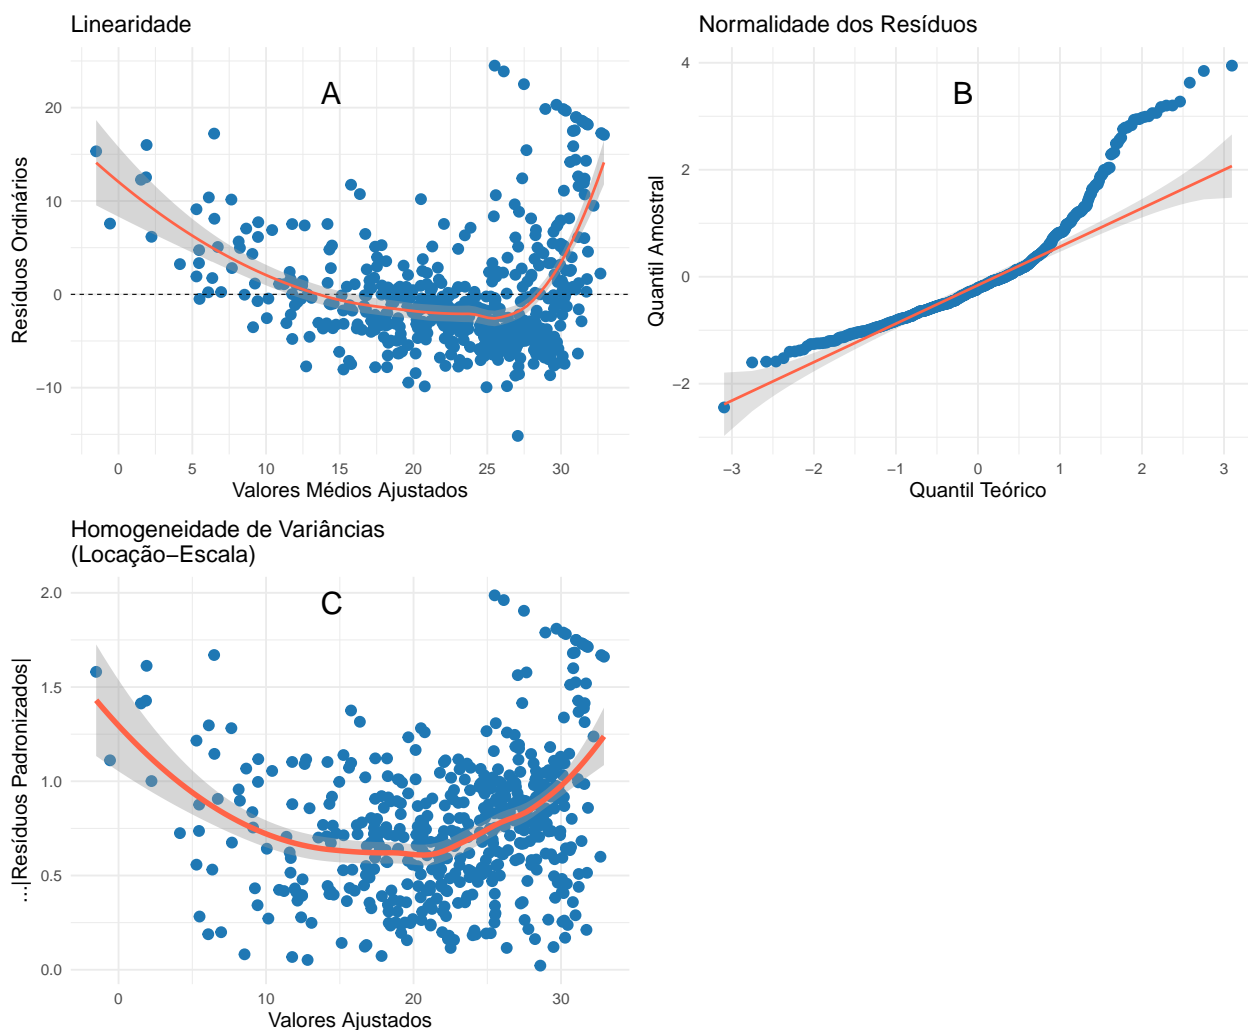 Linearidade
A
Resíduos Ordinários
20
10
0
−10
0
5
10
15
20
25
30
Valores Médios Ajustados
Normalidade dos Resíduos
B
Quantil Amostral
4
2
0
−2
−3
−2
−1
0
1
2
3
Quantil Teórico
Homogeneidade de Variâncias
(Locação−Escala)
C
...|Resíduos Padronizados|
2.0
1.5
1.0
0.5
0.0
0
10
20
30
Valores Ajustados